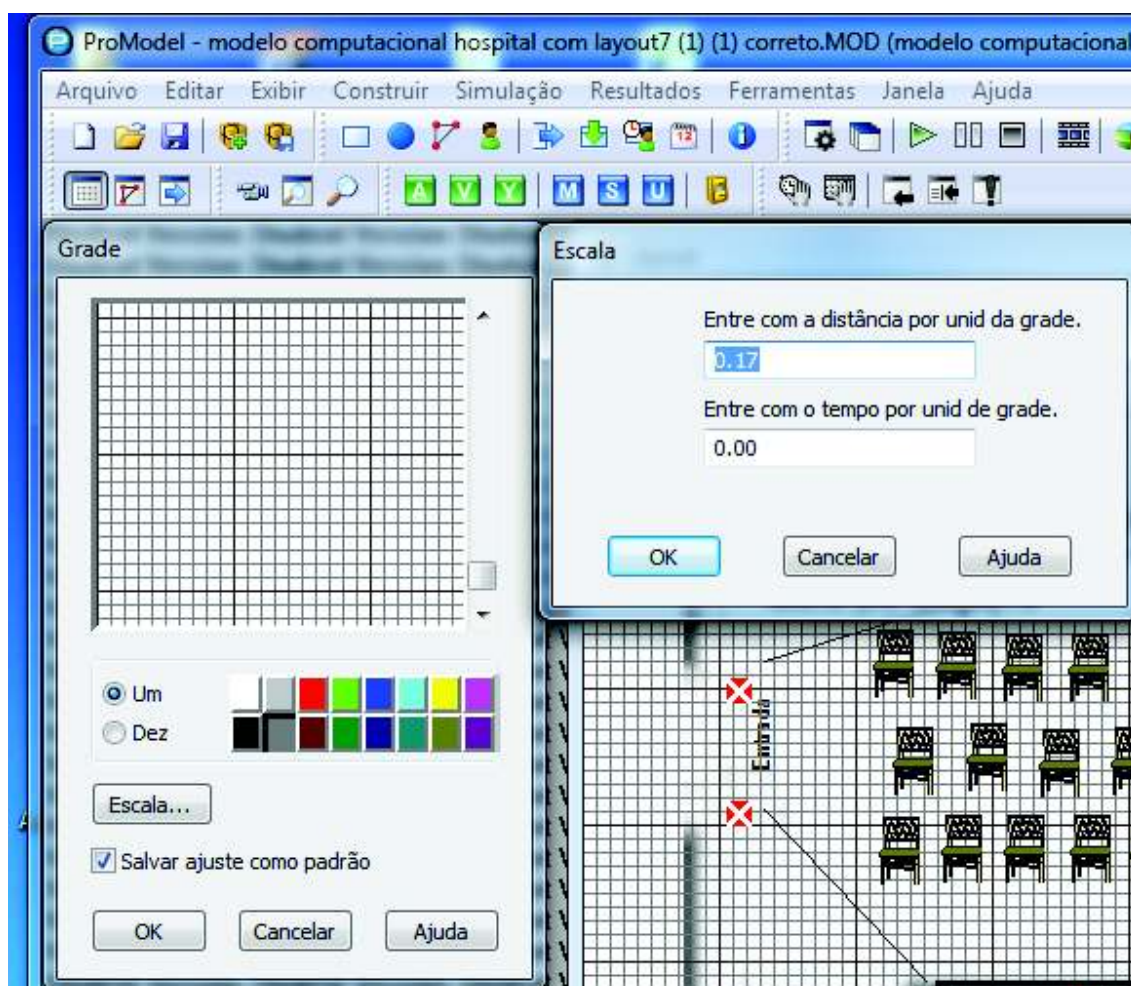 ProModel - modelo computacional hospital com layout7 (1) (1) correto.MOD (modelo computacional
Arquivo Editar Exibir Construir Simulação Resultados Ferramentas Janela Ajuda
12
A V Y M S U
Grade
Um
Dez
Escala...
Salvar ajuste como padrão
OK Cancelar Ajuda
Escala
Entre com a distância por unid da grade.
0.17
Entre com o tempo por unid de grade.
0.00
OK Cancelar Ajuda
Entrada